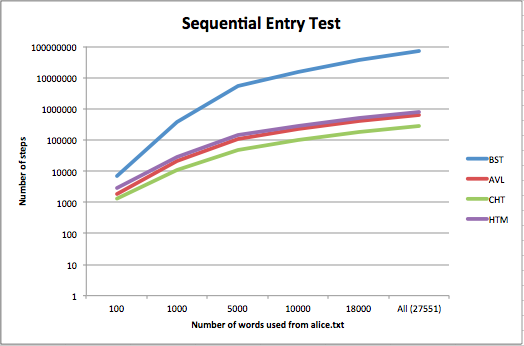 Sequential Entry Test
100000000
10000000
1000000
100000
10000
1000
100
10
1
Number of steps
100 1000 5000 10000 18000 All (27551)
Number of words used from alice.txt
BST
AVL
CHT
HTM